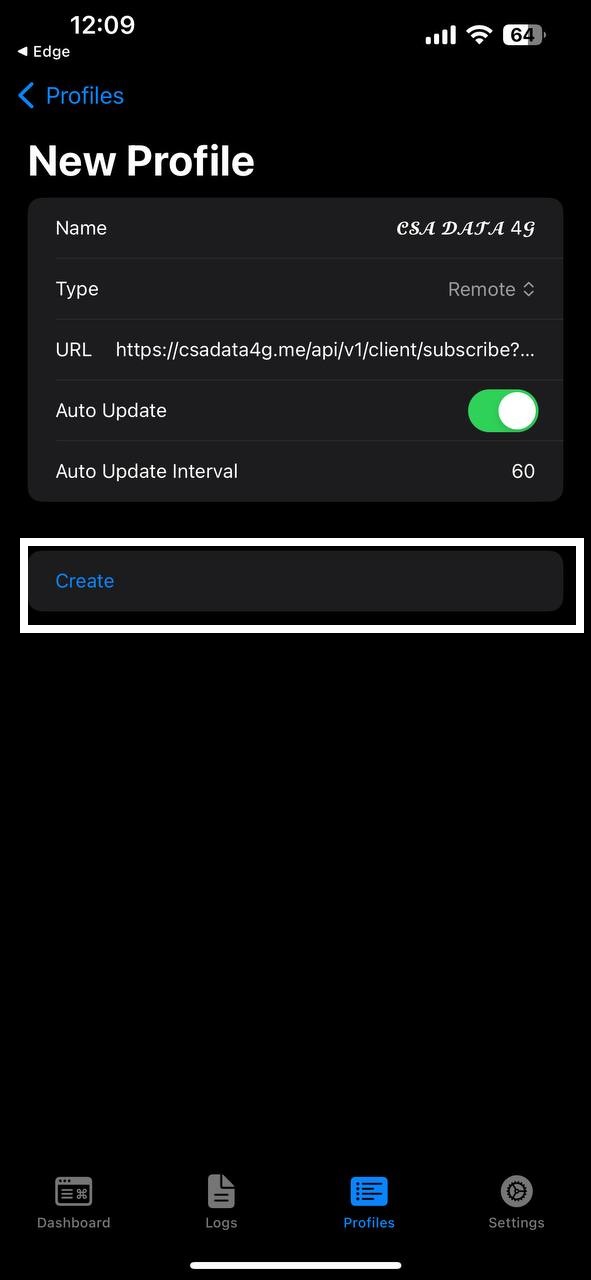 12:09
64
◀ Edge
Profiles
New Profile
Name 𝓒𝓢𝓐 𝓓𝓐𝓣𝓐 4𝓖
Type Remote
URL https://csadata4g.me/api/v1/client/subscribe?...
Auto Update
Auto Update Interval 60
Create
Dashboard Logs Profiles Settings